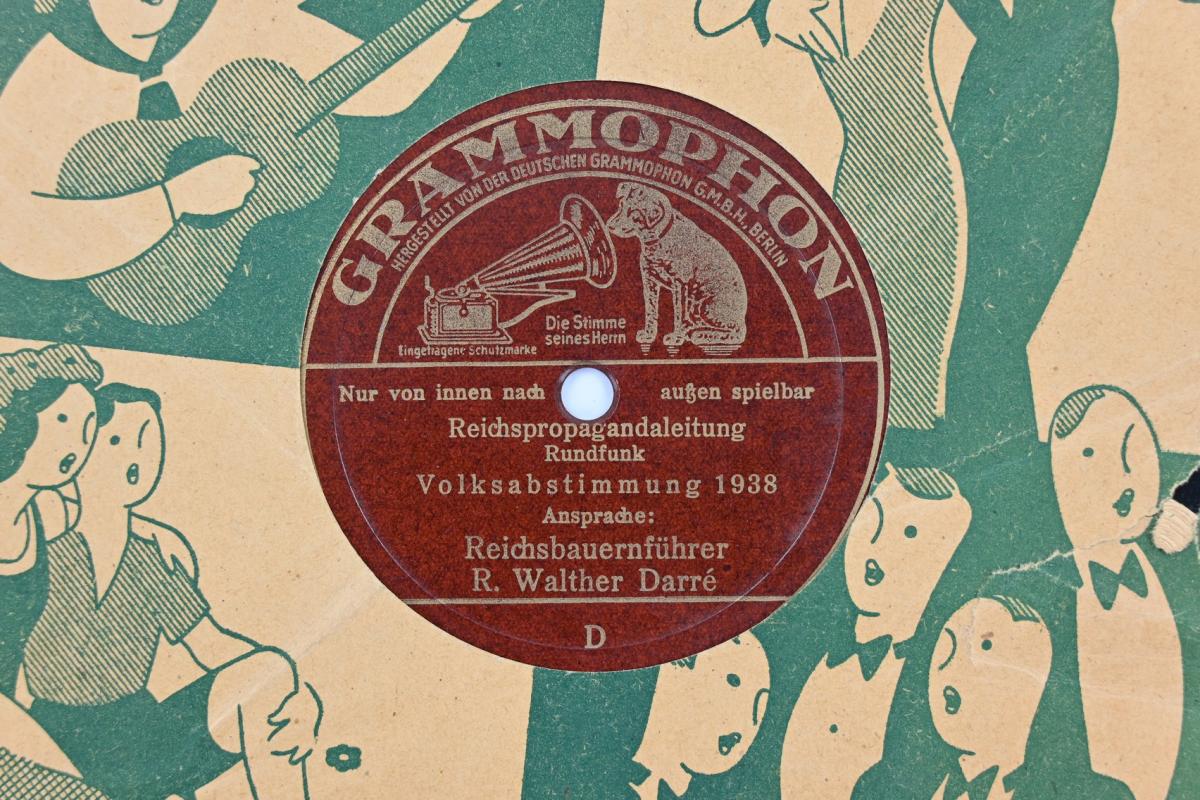 GRAMMOPHON
HERGESTELLT VON DER DEUTSCHEN GRAMMOPHON G.M.B.H., BERLIN
Die Stimme
seines Herrn
Eingetragene Schutzmarke
Nur von innen nach außen spielbar
Reichspropagandaleitung
Rundfunk
Volksabstimmung 1938
Ansprache:
Reichsbauernführer
R. Walther Darré
D